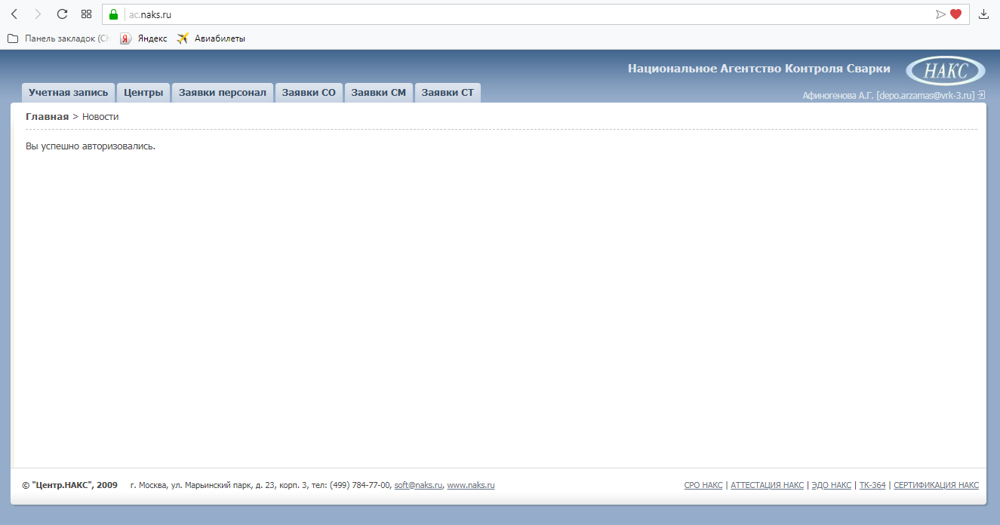 ac.naks.ru
Панель закладок (Ch
Яндекс
Авиабилеты
Национальное Агентство Контроля Сварки
НАКС
Афиногенова А.Г. [depo.arzamas@vrk-3.ru]
Учетная запись Центры Заявки персонал Заявки СО Заявки СМ Заявки СТ
Главная > Новости
Вы успешно авторизовались.
© "Центр.НАКС", 2009 г. Москва, ул. Марьинский парк, д. 23, корп. 3, тел: (499) 784-77-00, soft@naks.ru, www.naks.ru
СРО НАКС | АТТЕСТАЦИЯ НАКС | ЭДО НАКС | ТК-364 | СЕРТИФИКАЦИЯ НАКС